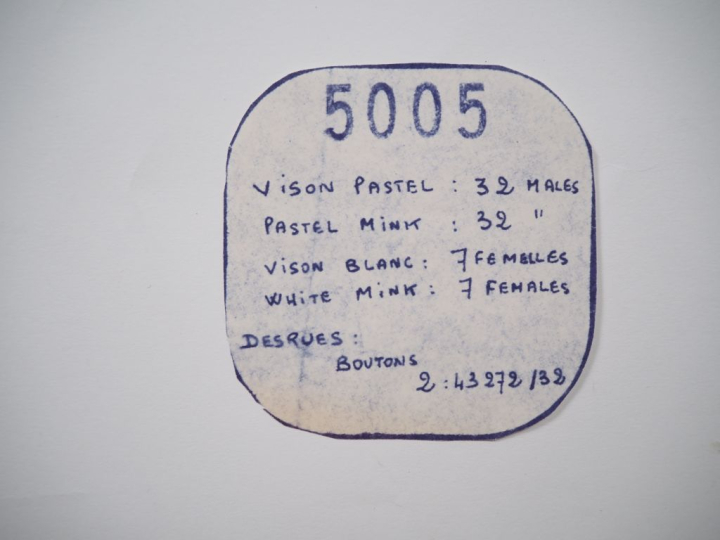 5005
ViSON PASTEL : 32 MALES
PASTEL MiNK : 32 "
ViSON BLANC : 7 FEMELLES
WHiTE MiNK : 7 FEMALES
DESRUES :
BOUTONS
2 : 43272 /32